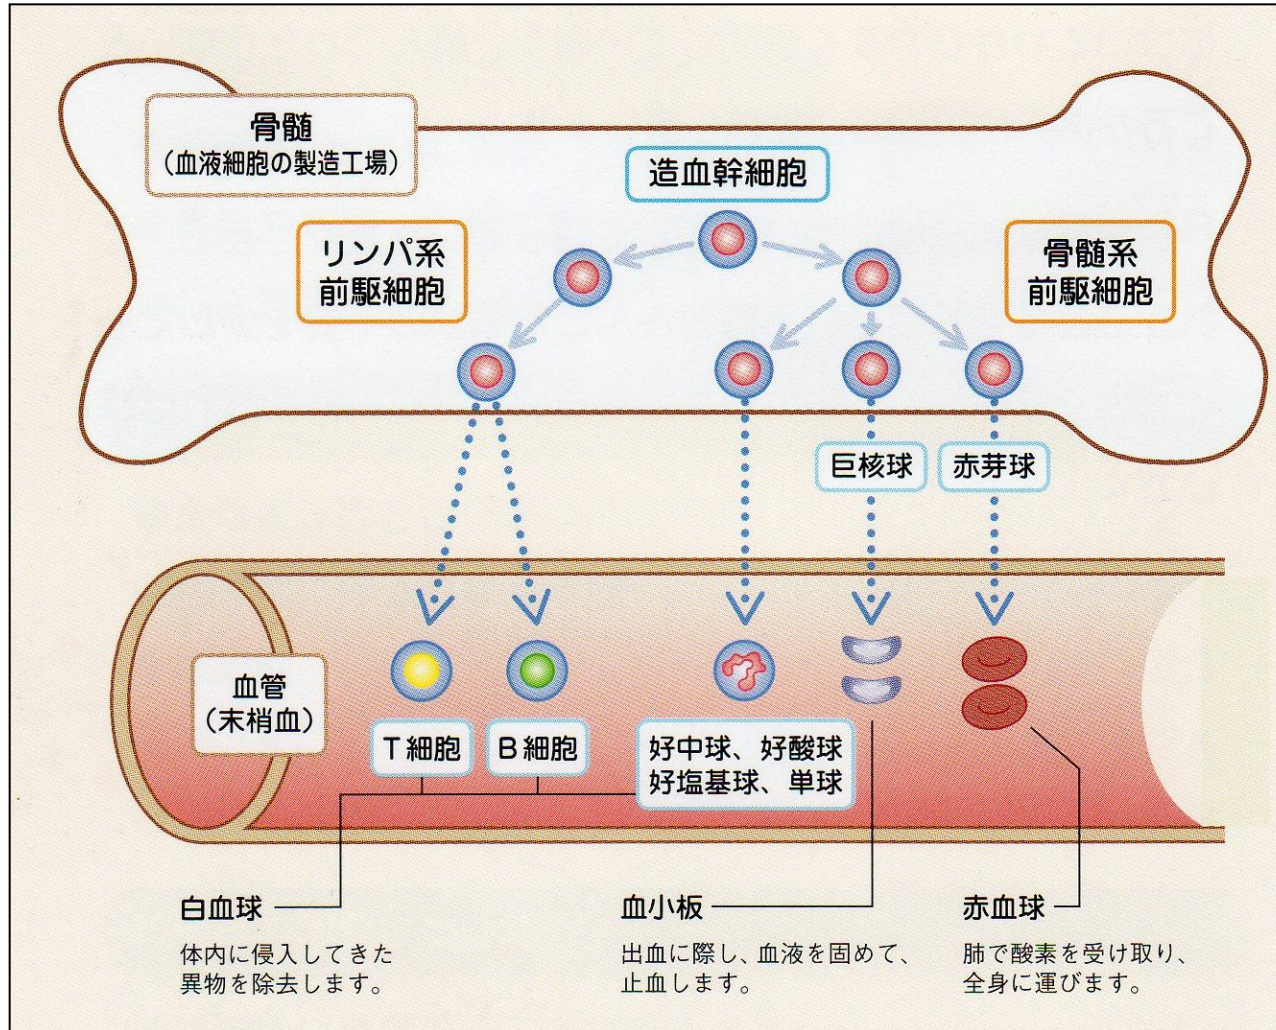 骨髄
（血液細胞の製造工場）
造血幹細胞
リンパ系
前駆細胞
骨髄系
前駆細胞
巨核球
赤芽球
血管
（末梢血）
T細胞
B細胞
好中球、好酸球
好塩基球、単球
白血球
体内に侵入してきた
異物を除去します。
血小板
出血に際し、血液を固めて、
止血します。
赤血球
肺で酸素を受け取り、
全身に運びます。